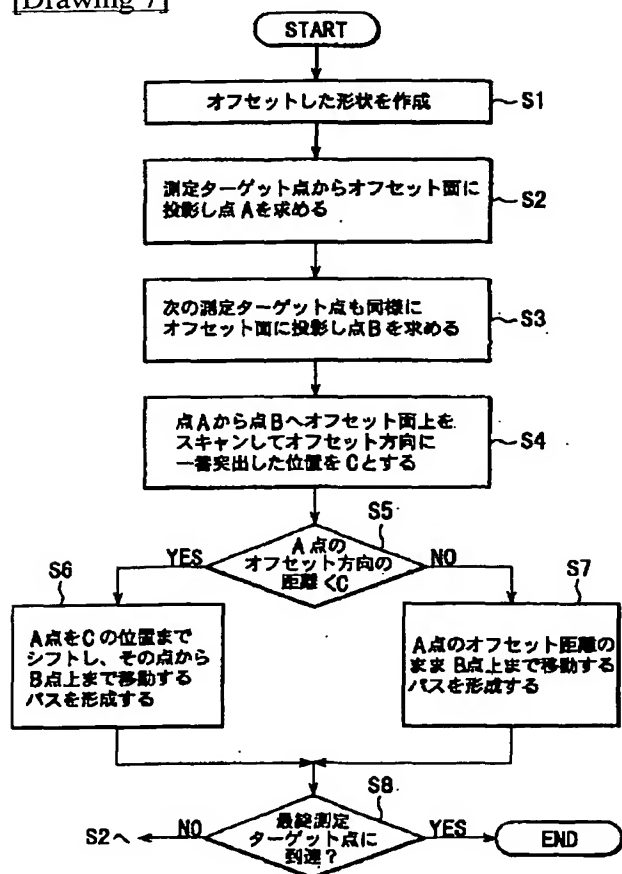 [Drawing 7]
START
オフセットした形状を作成
S1
測定ターゲット点からオフセット面に
投影し点Aを求める
S2
次の測定ターゲット点も同様に
オフセット面に投影し点Bを求める
S3
点Aから点Bへオフセット面上を
スキャンしてオフセット方向に
一番突出した位置をCとする
S4
S5
A点の
オフセット方向の
距離<C
YES
NO
S6
A点をCの位置まで
シフトし、その点から
B点上まで移動する
パスを形成する
S7
A点のオフセット距離の
まま B点上まで移動する
パスを形成する
S8
最終測定
ターゲット点に
到達?
NO
S2へ
YES
END